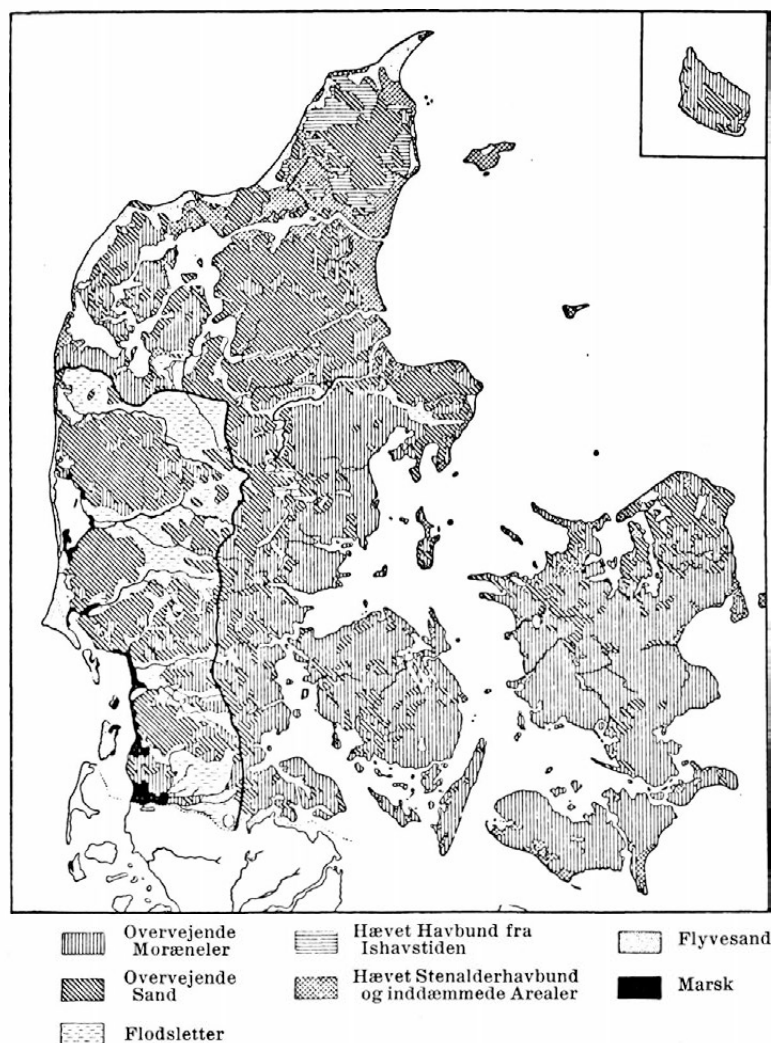 Overvejende
Moræneler
Overvejende
Sand
Flodsletter
Hævet Havbund fra
Ishavstiden
Hævet Stenalderhavbund
og inddæmmede Arealer
Flyvesand
Marsk